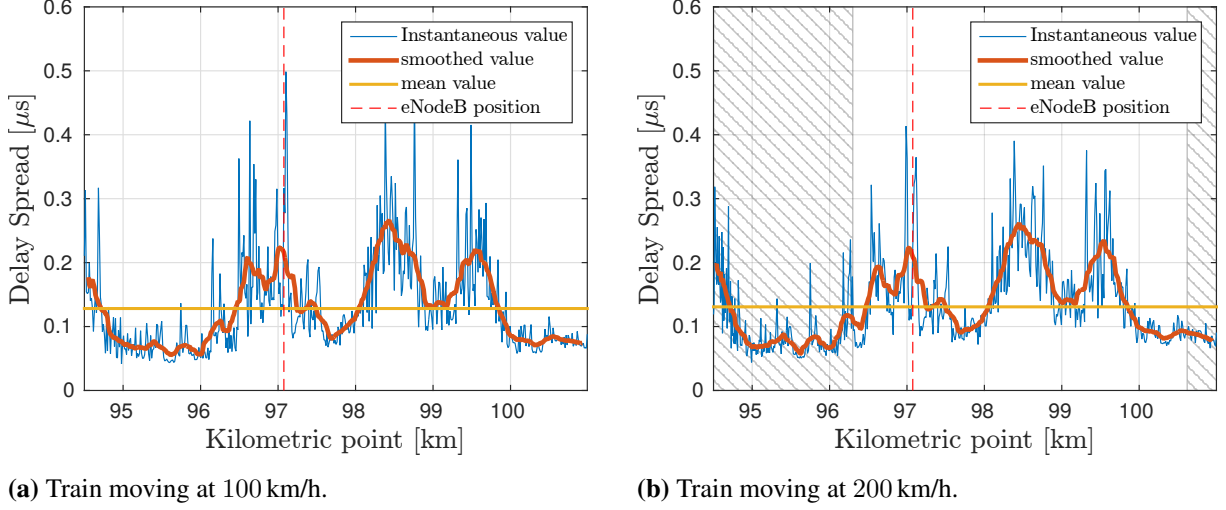 0.6
0.5
0.4
0.3
0.2
0.1
0
Delay Spread [μs]
Instantaneous value
smoothed value
mean value
eNodeB position
95 96 97 98 99 100
Kilometric point [km]
(a) Train moving at 100 km/h.
0.6
0.5
0.4
0.3
0.2
0.1
0
Delay Spread [μs]
Instantaneous value
smoothed value
mean value
eNodeB position
95 96 97 98 99 100
Kilometric point [km]
(b) Train moving at 200 km/h.